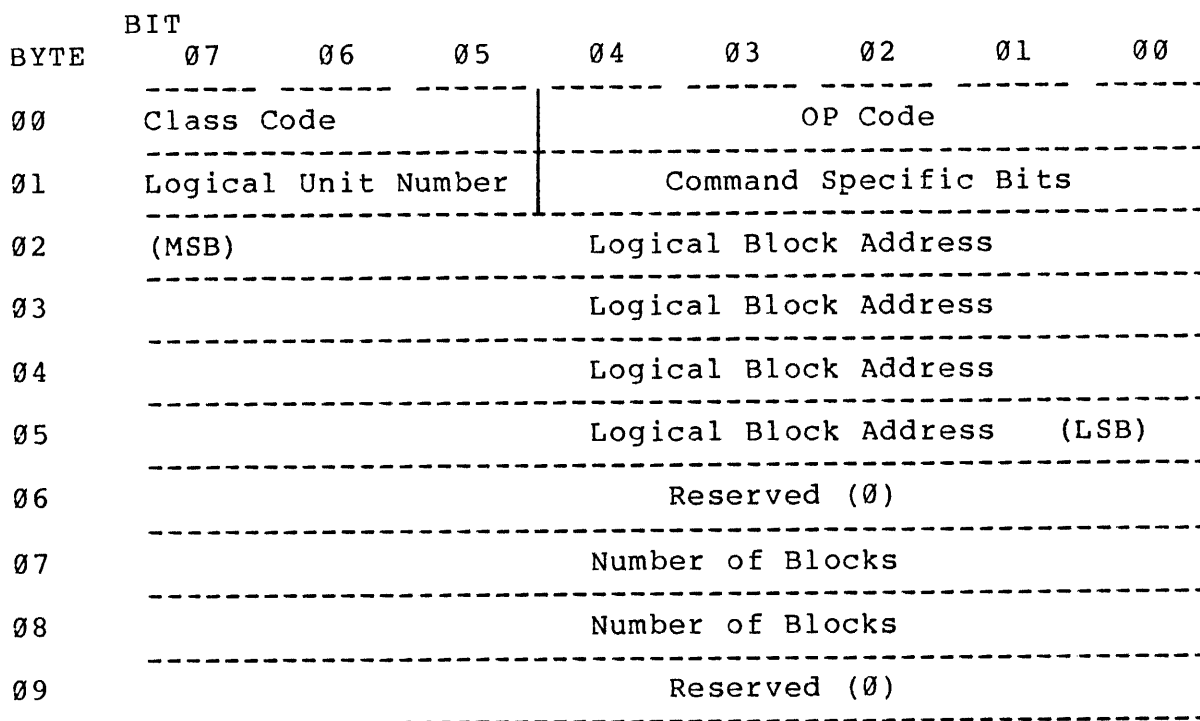 BIT
BYTE 07 06 05 04 03 02 01 00
00 Class Code OP Code
01 Logical Unit Number Command Specific Bits
02 (MSB) Logical Block Address
03 Logical Block Address
04 Logical Block Address
05 Logical Block Address (LSB)
06 Reserved (0)
07 Number of Blocks
08 Number of Blocks
09 Reserved (0)